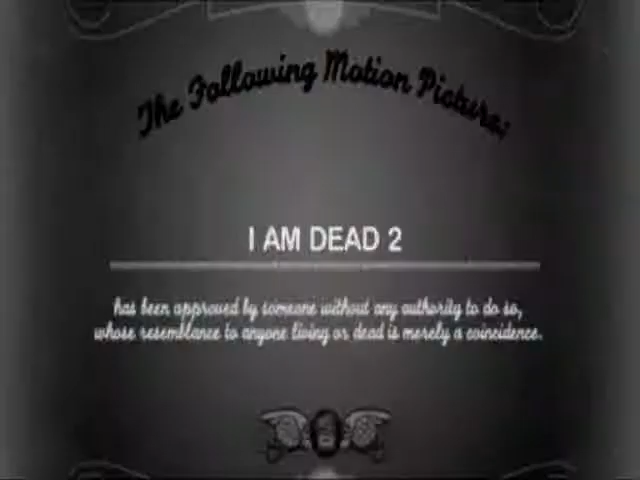 The Following Motion Picture:
I AM DEAD 2
has been approved by someone without any authority to do so,
whose resemblance to anyone living or dead is merely a coincidence.